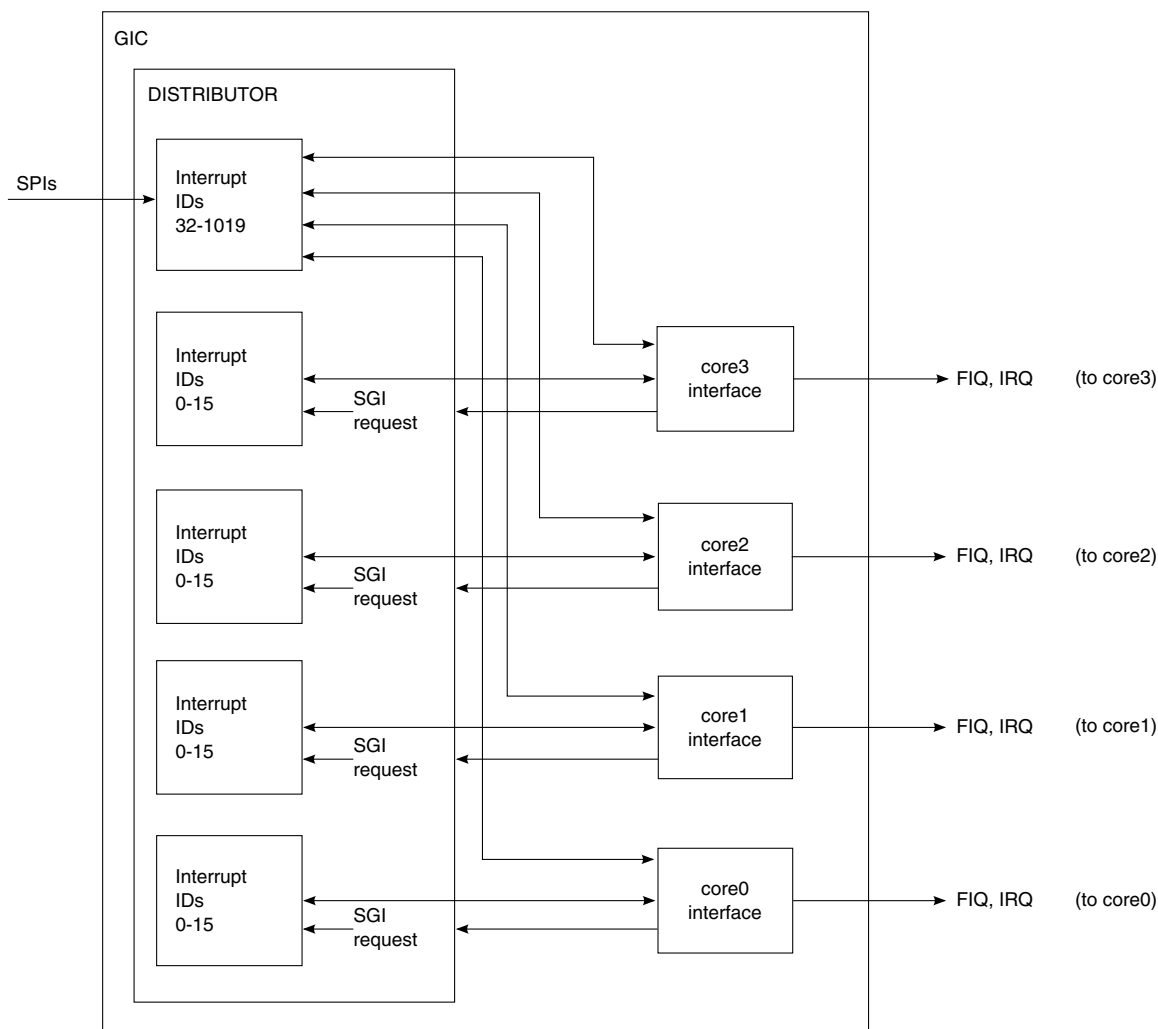 GIC
DISTRIBUTOR
SPIs
Interrupt
IDs
32-1019
Interrupt
IDs
0-15
SGI
request
core3
interface
FIQ, IRQ (to core3)
Interrupt
IDs
0-15
SGI
request
core2
interface
FIQ, IRQ (to core2)
Interrupt
IDs
0-15
SGI
request
core1
interface
FIQ, IRQ (to core1)
Interrupt
IDs
0-15
SGI
request
core0
interface
FIQ, IRQ (to core0)